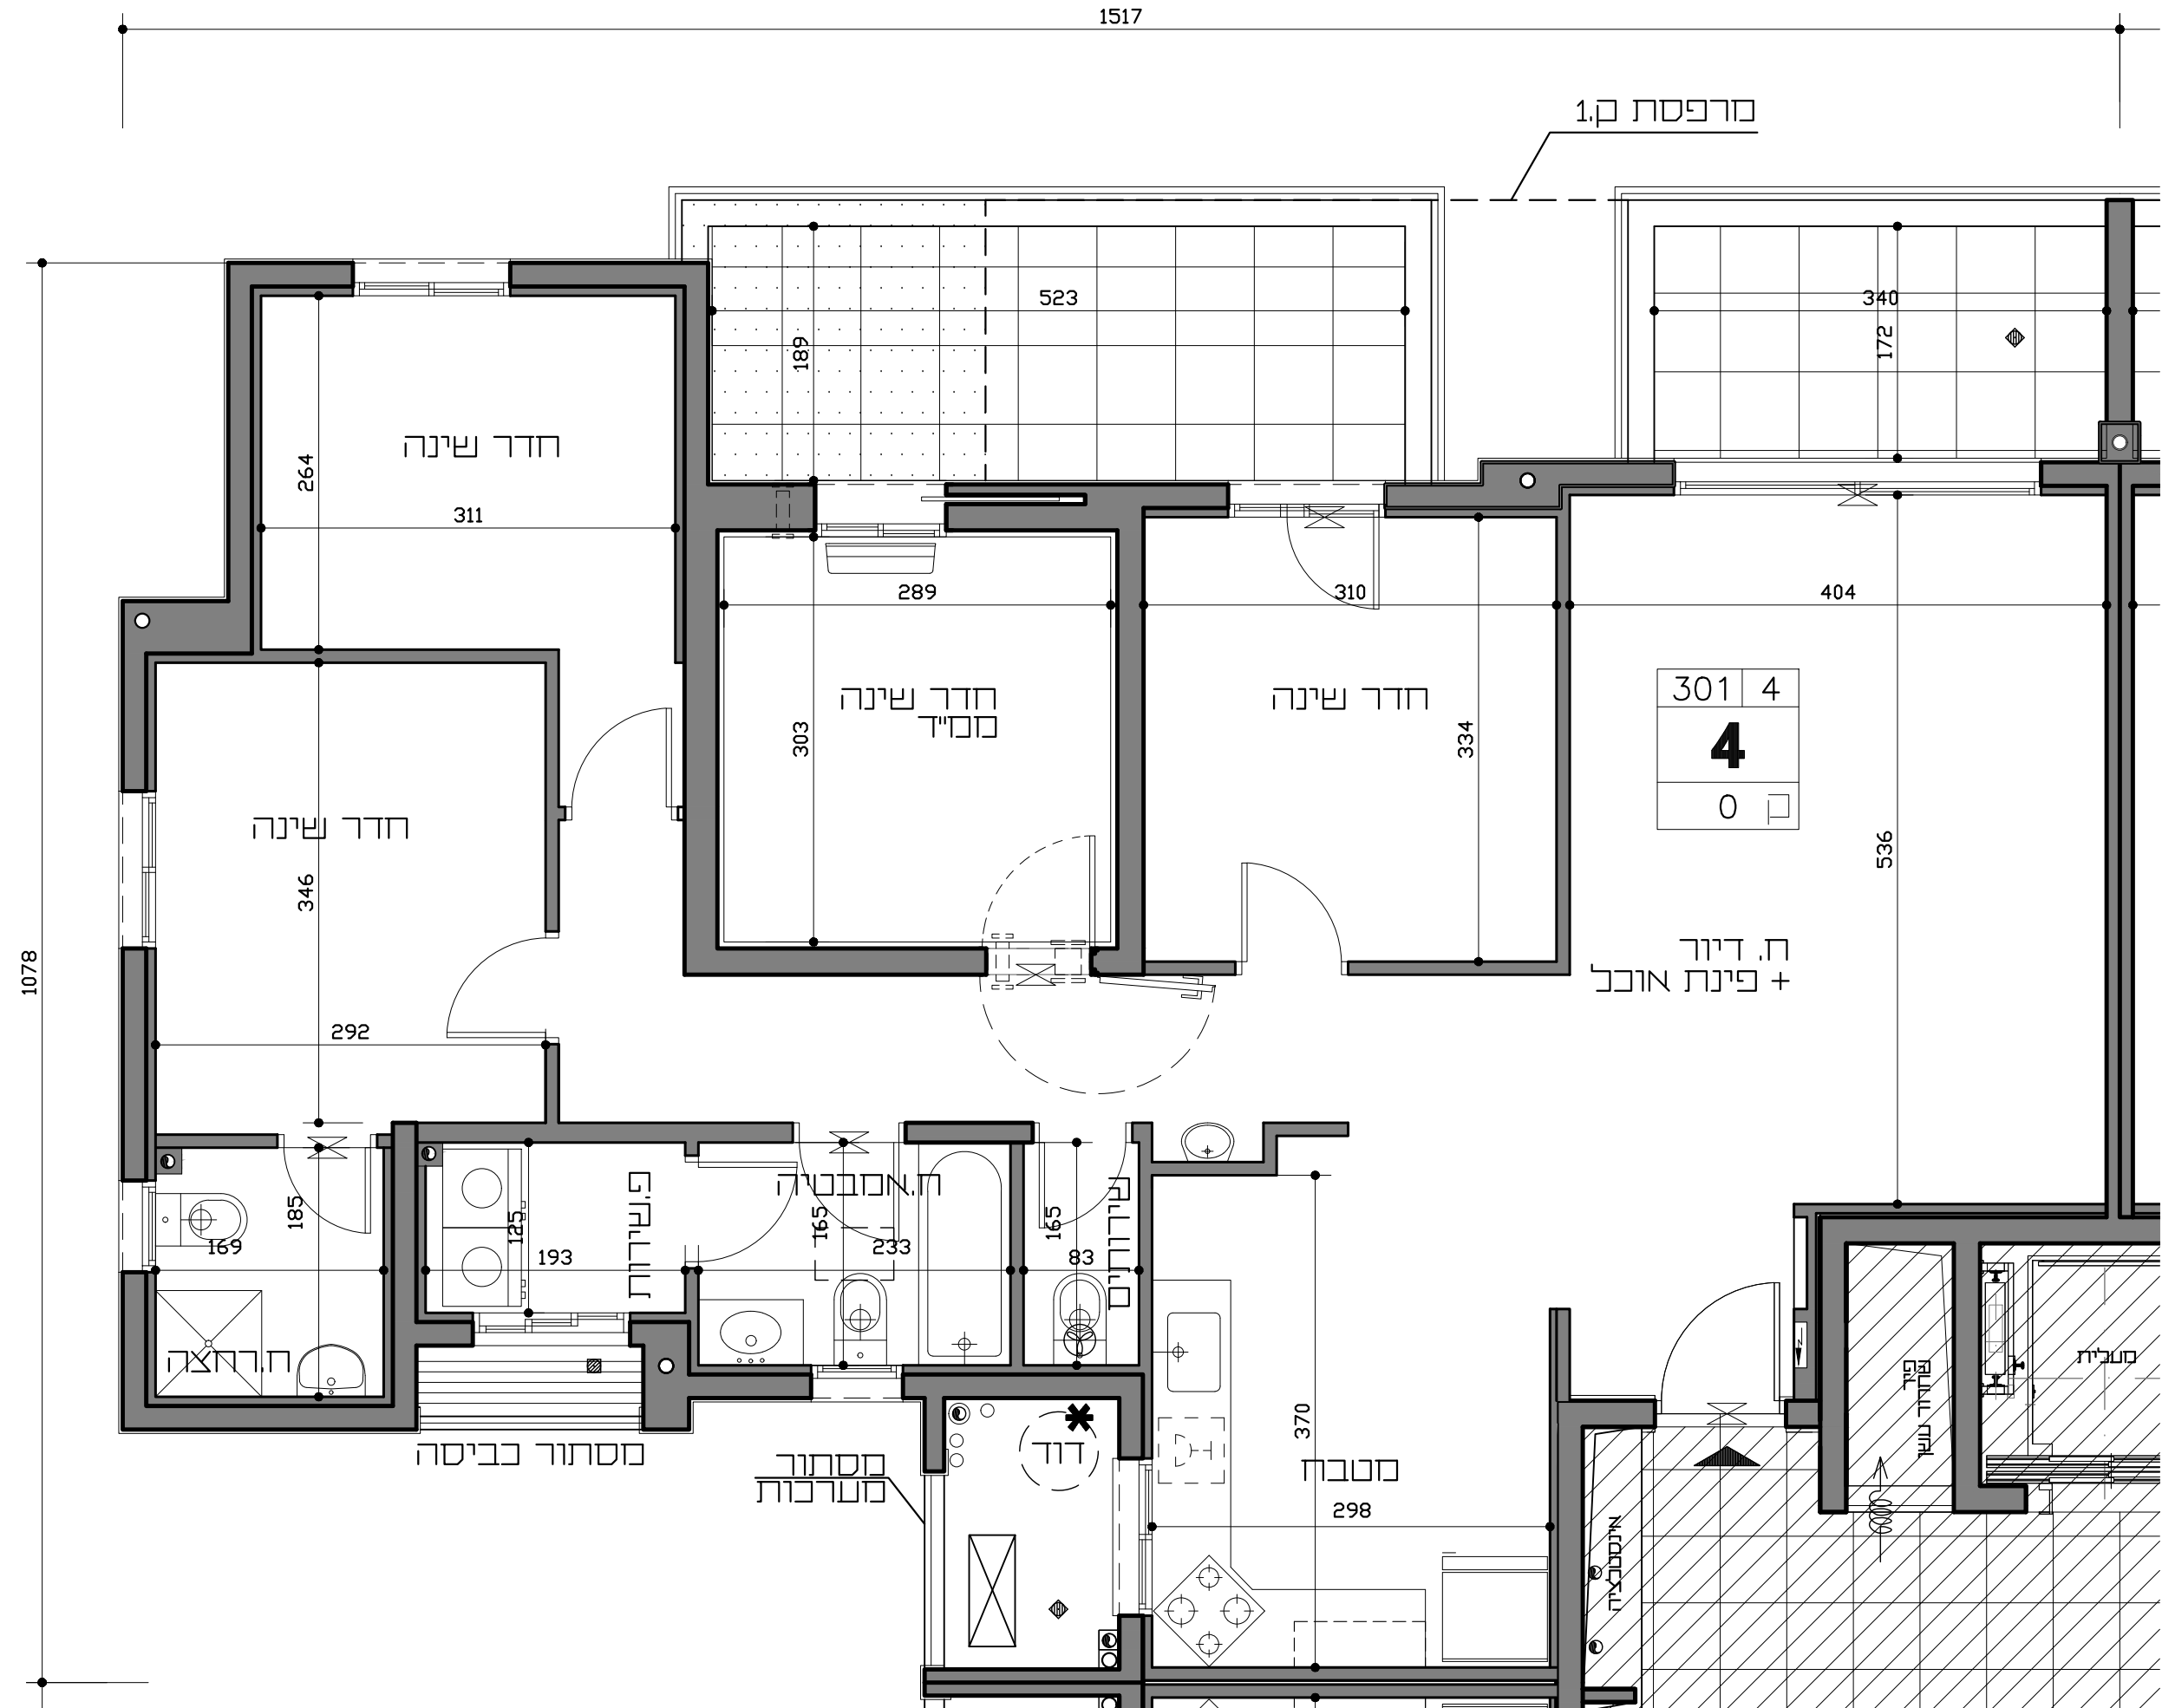 1517
מרפסת ק.1
523
189
340
172
חדר שינה
264
311
289
310
404
חדר שינה
ממ"ד
303
חדר שינה
334
301 4
4
ק 0
536
חדר שינה
346
292
1078
ח. דיור
+ פינת אוכל
ח.אמבטיה
פ.שירות
שירותים
185
169
125
193
165
233
165
83
ח.רחצה
מעלית
מסתור כביסה
מסתור
מערכות
דוד
370
מטבח
298
אינסטלציה